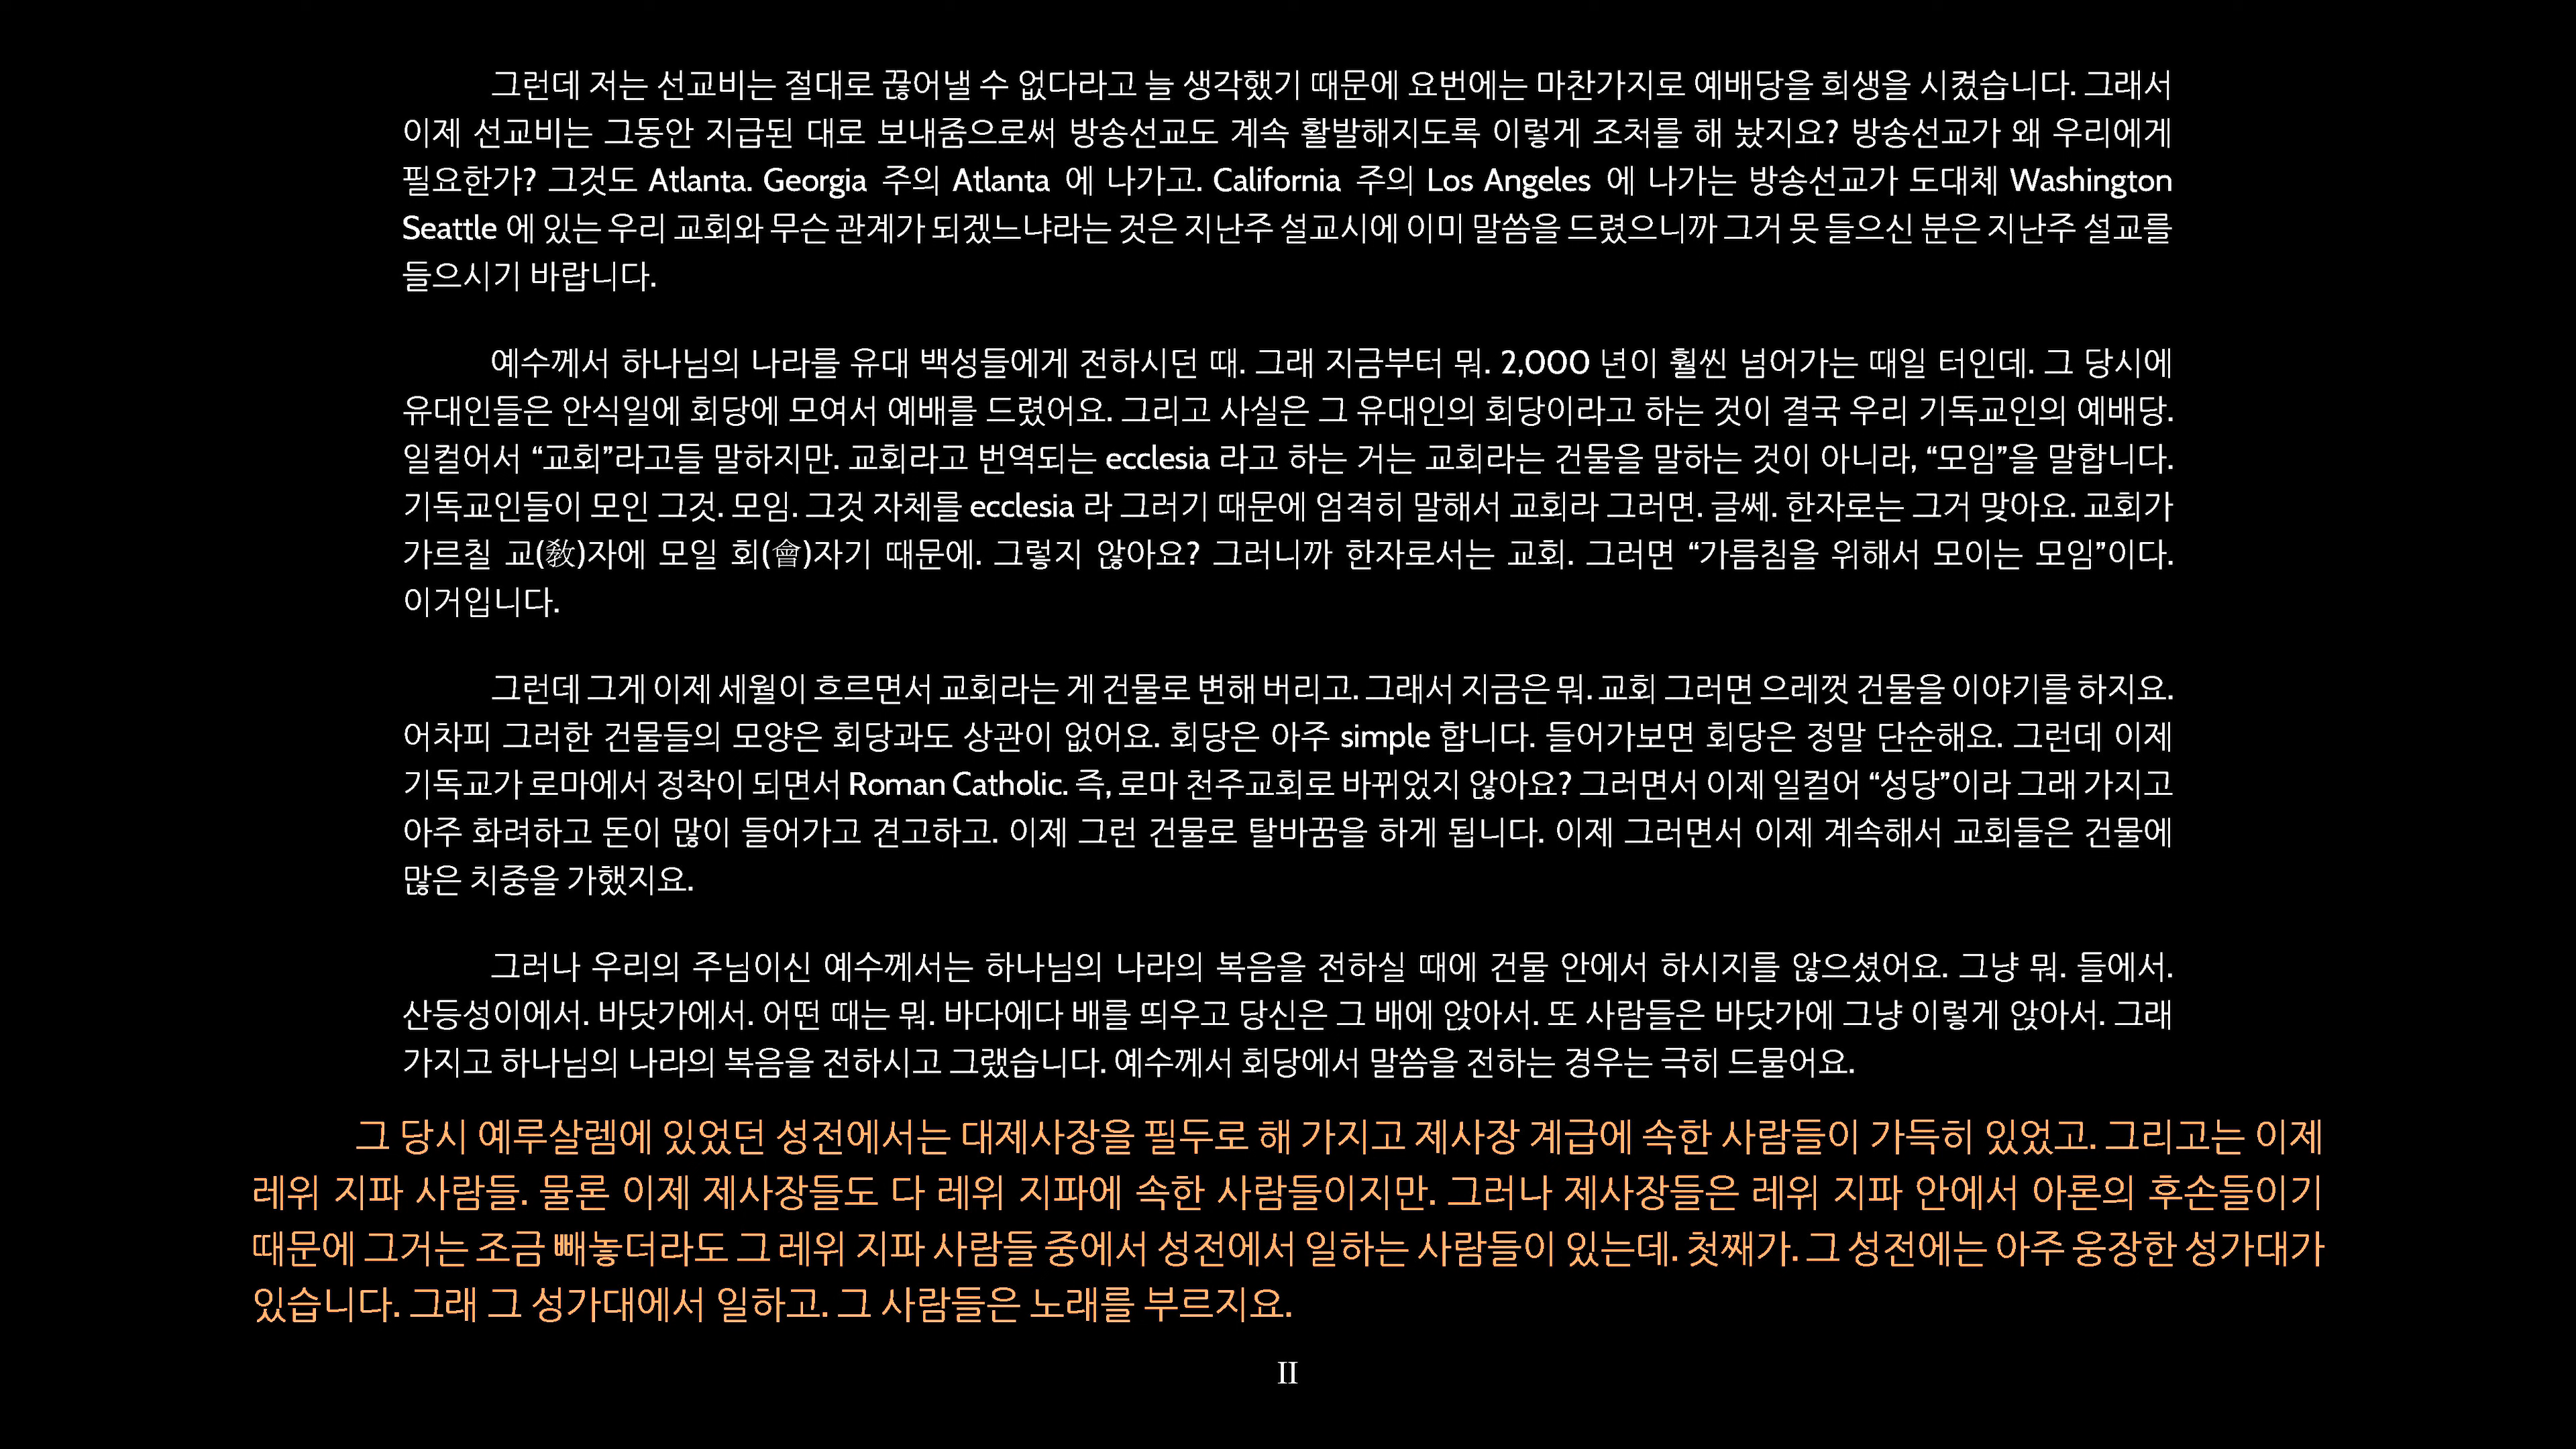 그런데 저는 선교비는 절대로 끊어낼 수 없다라고 늘 생각했기 때문에 요번에는 마찬가지로 예배당을 희생을 시켰습니다. 그래서
이제 선교비는 그동안 지급된 대로 보내줌으로써 방송선교도 계속 활발해지도록 이렇게 조처를 해 놨지요? 방송선교가 왜 우리에게
필요한가? 그것도 Atlanta. Georgia 주의 Atlanta 에 나가고. California 주의 Los Angeles 에 나가는 방송선교가 도대체 Washington
Seattle 에 있는 우리 교회와 무슨 관계가 되겠느냐라는 것은 지난주 설교시에 이미 말씀을 드렸으니까 그거 못 들으신 분은 지난주 설교를
들으시기 바랍니다.
예수께서 하나님의 나라를 유대 백성들에게 전하시던 때. 그래 지금부터 뭐. 2,000 년이 훨씬 넘어가는 때일 터인데. 그 당시에
유대인들은 안식일에 회당에 모여서 예배를 드렸어요. 그리고 사실은 그 유대인의 회당이라고 하는 것이 결국 우리 기독교인의 예배당.
일컬어서 “교회”라고들 말하지만. 교회라고 번역되는 ecclesia 라고 하는 거는 교회라는 건물을 말하는 것이 아니라, “모임”을 말합니다.
기독교인들이 모인 그것. 모임. 그것 자체를 ecclesia 라 그러기 때문에 엄격히 말해서 교회라 그러면. 글쎄. 한자로는 그거 맞아요. 교회가
가르칠 교(敎)자에 모일 회(會)자기 때문에. 그렇지 않아요? 그러니까 한자로서는 교회. 그러면 “가름침을 위해서 모이는 모임”이다.
이거입니다.
그런데 그게 이제 세월이 흐르면서 교회라는 게 건물로 변해 버리고. 그래서 지금은 뭐. 교회 그러면 으레껏 건물을 이야기를 하지요.
어차피 그러한 건물들의 모양은 회당과도 상관이 없어요. 회당은 아주 simple 합니다. 들어가보면 회당은 정말 단순해요. 그런데 이제
기독교가 로마에서 정착이 되면서 Roman Catholic. 즉, 로마 천주교회로 바뀌었지 않아요? 그러면서 이제 일컬어 “성당”이라 그래 가지고
아주 화려하고 돈이 많이 들어가고 견고하고. 이제 그런 건물로 탈바꿈을 하게 됩니다. 이제 그러면서 이제 계속해서 교회들은 건물에
많은 치중을 가했지요.
그러나 우리의 주님이신 예수께서는 하나님의 나라의 복음을 전하실 때에 건물 안에서 하시지를 않으셨어요. 그냥 뭐. 들에서.
산등성이에서. 바닷가에서. 어떤 때는 뭐. 바다에다 배를 띄우고 당신은 그 배에 앉아서. 또 사람들은 바닷가에 그냥 이렇게 앉아서. 그래
가지고 하나님의 나라의 복음을 전하시고 그랬습니다. 예수께서 회당에서 말씀을 전하는 경우는 극히 드물어요.
그 당시 예루살렘에 있었던 성전에서는 대제사장을 필두로 해 가지고 제사장 계급에 속한 사람들이 가득히 있었고. 그리고는 이제
레위 지파 사람들. 물론 이제 제사장들도 다 레위 지파에 속한 사람들이지만. 그러나 제사장들은 레위 지파 안에서 아론의 후손들이기
때문에 그거는 조금 빼놓더라도 그 레위 지파 사람들 중에서 성전에서 일하는 사람들이 있는데. 첫째가. 그 성전에는 아주 웅장한 성가대가
있습니다. 그래 그 성가대에서 일하고. 그 사람들은 노래를 부르지요.
II